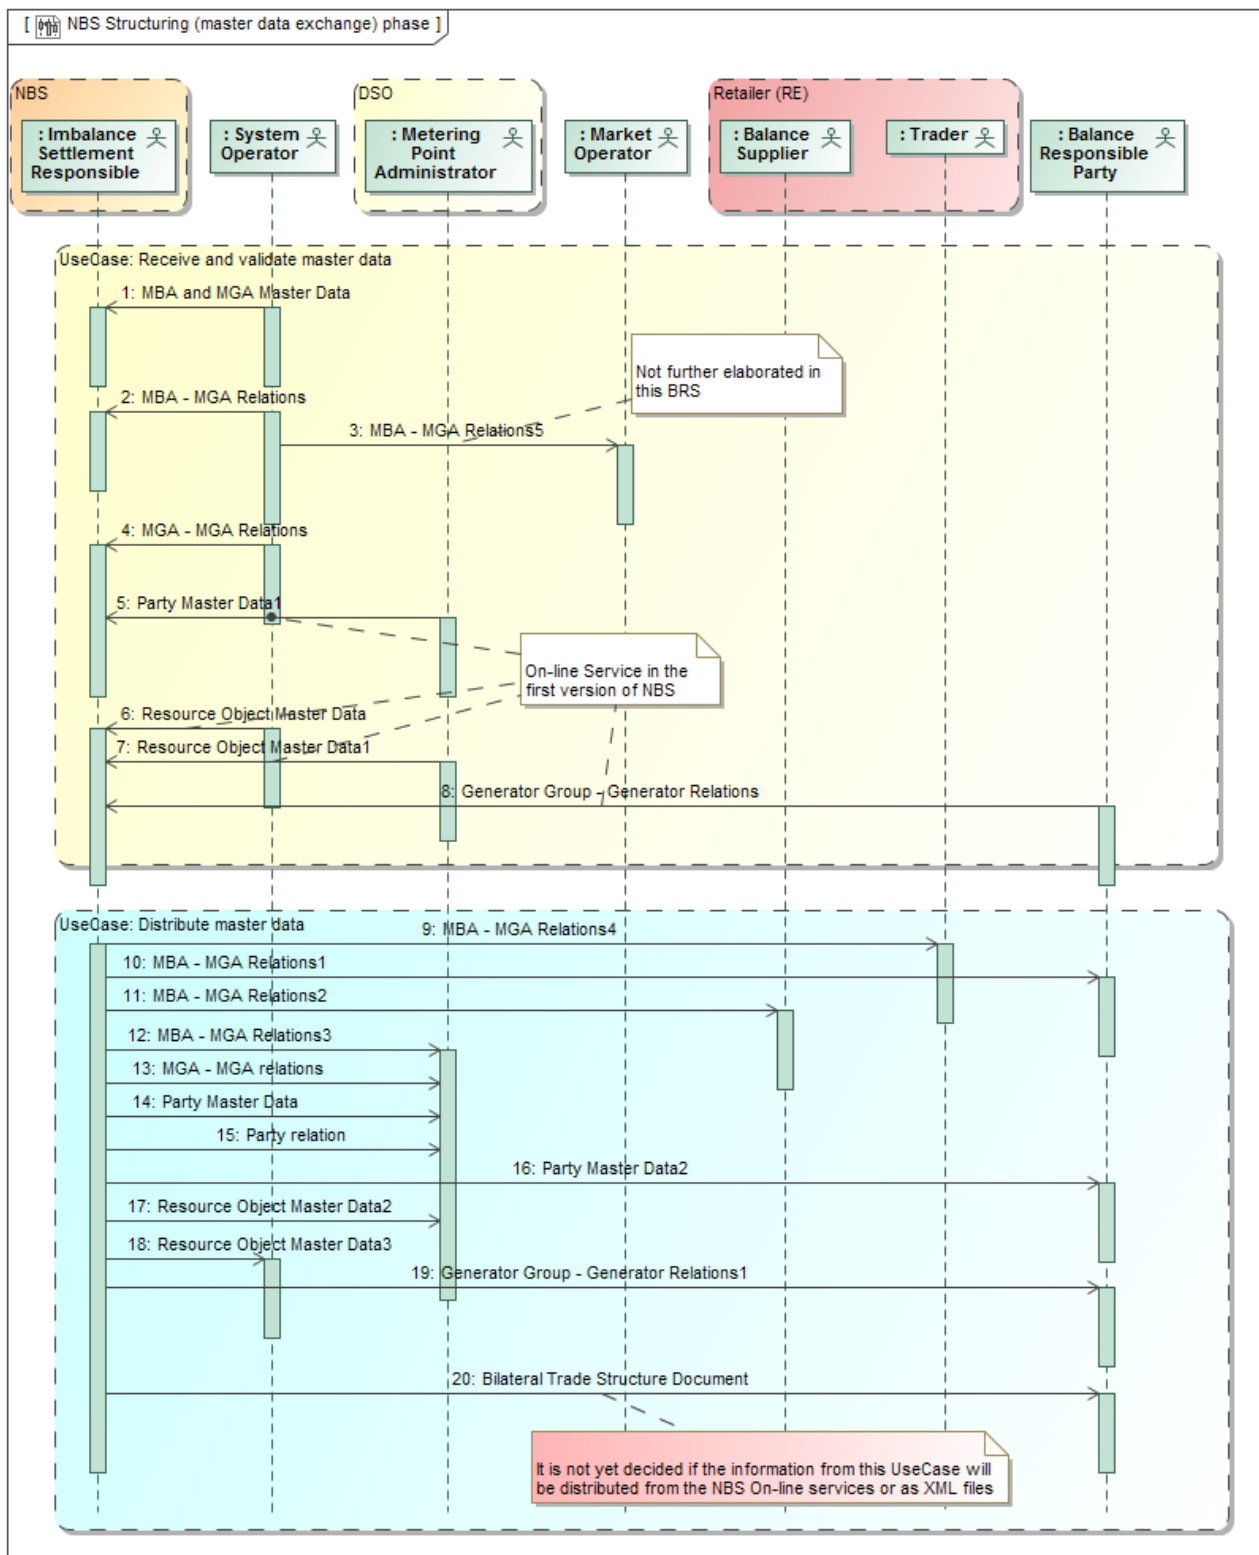 [ NBS Structuring (master data exchange) phase ]
NBS
DSO
Retailer (RE)
: Imbalance
Settlement
Responsible
: System
Operator
: Metering
Point
Administrator
: Market
Operator
: Balance
Supplier
: Trader
: Balance
Responsible
Party
UseCase: Receive and validate master data
1: MBA and MGA Master Data
Not further elaborated in
this BRS
2: MBA - MGA Relations
3: MBA - MGA Relations5
4: MGA - MGA Relations
5: Party Master Data1
On-line Service in the
first version of NBS
6: Resource Object Master Data
7: Resource Object Master Data1
8: Generator Group - Generator Relations
UseCase: Distribute master data
9: MBA - MGA Relations4
10: MBA - MGA Relations1
11: MBA - MGA Relations2
12: MBA - MGA Relations3
13: MGA - MGA relations
14: Party Master Data
15: Party relation
16: Party Master Data2
17: Resource Object Master Data2
18: Resource Object Master Data3
19: Generator Group - Generator Relations1
20: Bilateral Trade Structure Document
It is not yet decided if the information from this UseCase will
be distributed from the NBS On-line services or as XML files